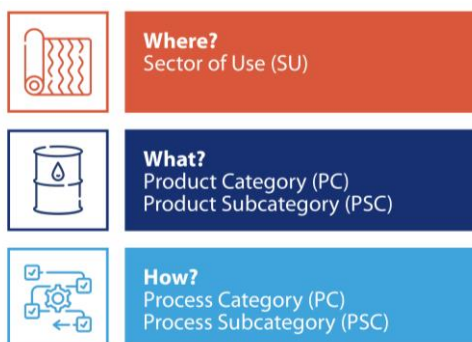 Where?
Sector of Use (SU)
What?
Product Category (PC)
Product Subcategory (PSC)
How?
Process Category (PC)
Process Subcategory (PSC)